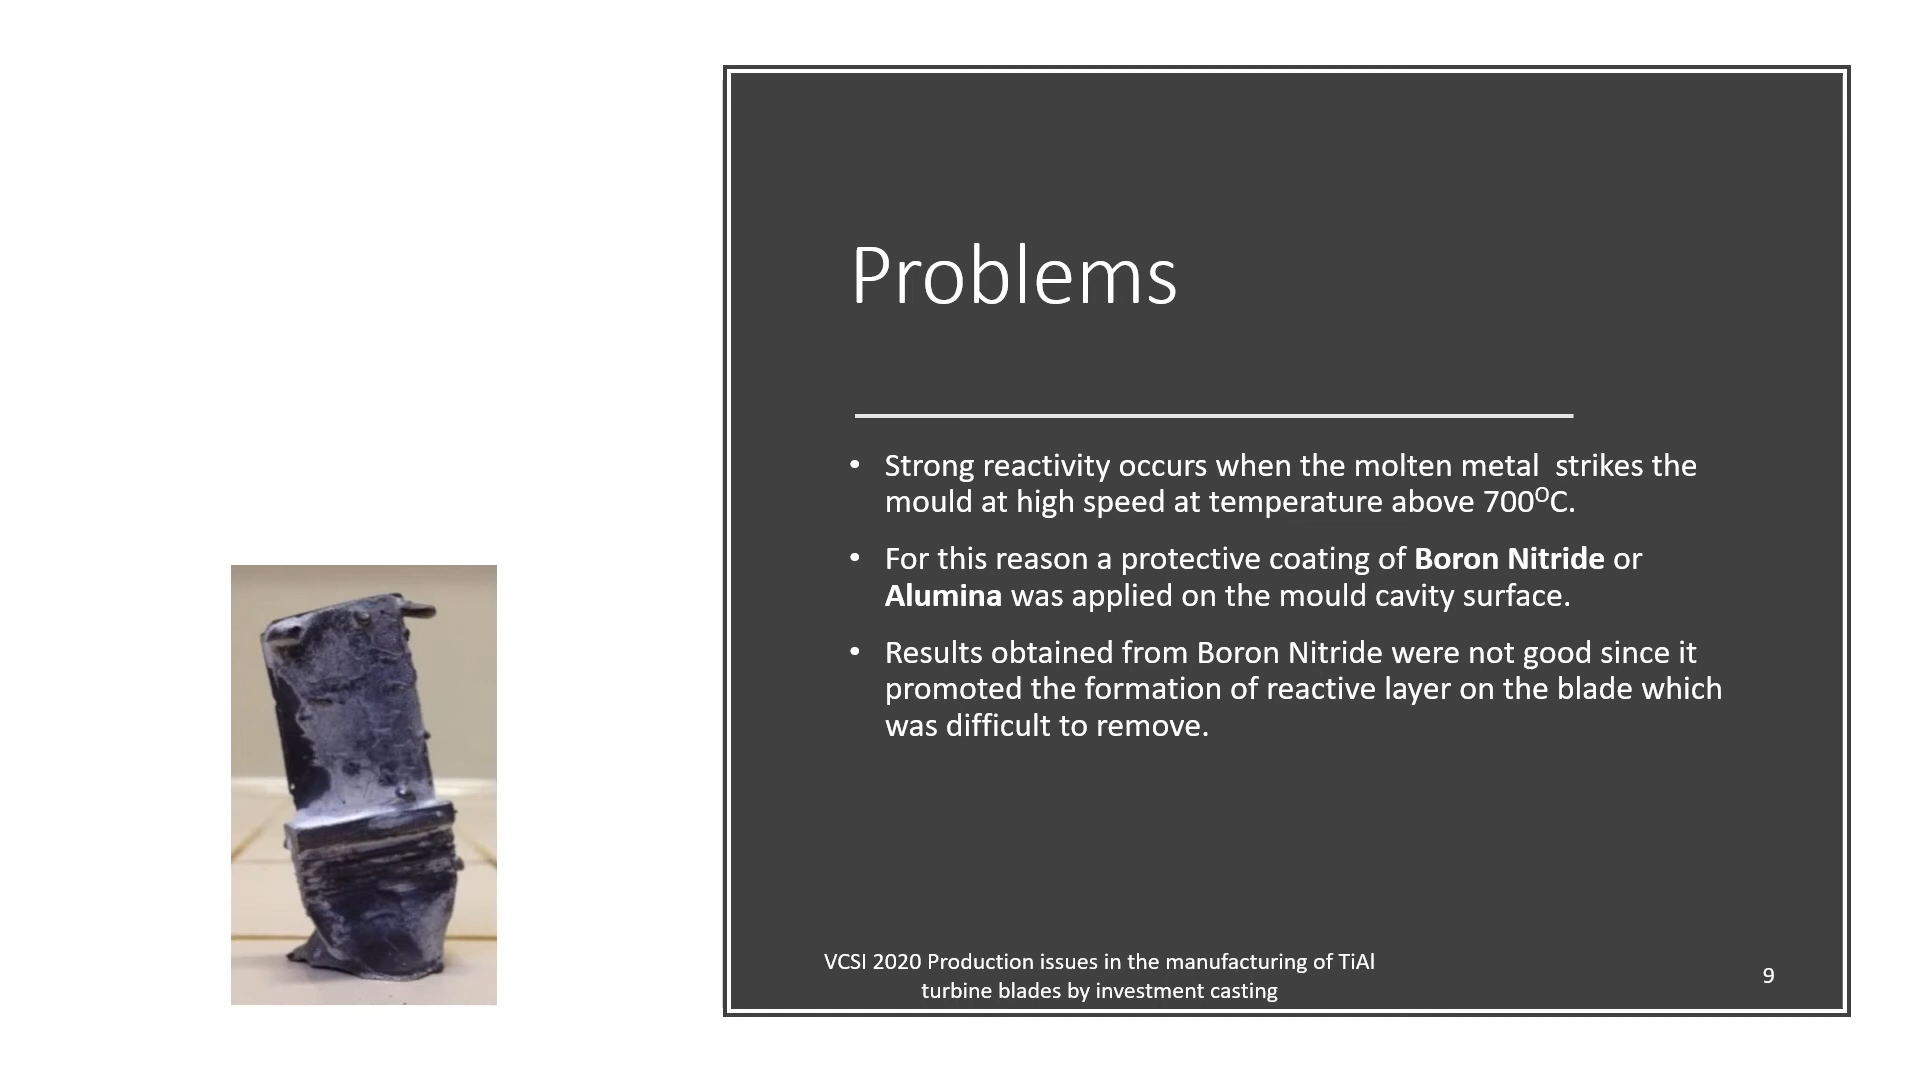 Problems
• Strong reactivity occurs when the molten metal  strikes the
mould at high speed at temperature above 700ᴼC.
• For this reason a protective coating of Boron Nitride or
Alumina was applied on the mould cavity surface.
• Results obtained from Boron Nitride were not good since it
promoted the formation of reactive layer on the blade which
was difficult to remove.
VCSI 2020 Production issues in the manufacturing of TiAl
turbine blades by investment casting
9